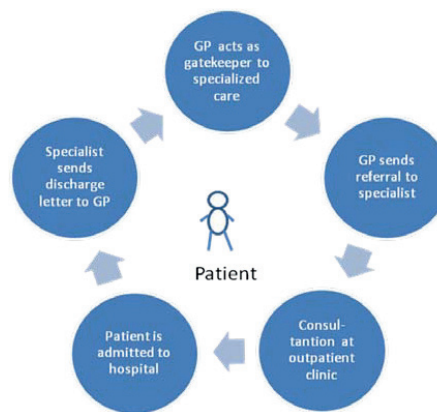 GP acts as
gatekeeper to
specialized
care
GP sends
referral to
specialist
Consul-
tantion at
outpatient
clinic
Patient is
admitted to
hospital
Specialist
sends
discharge
letter to GP
Patient